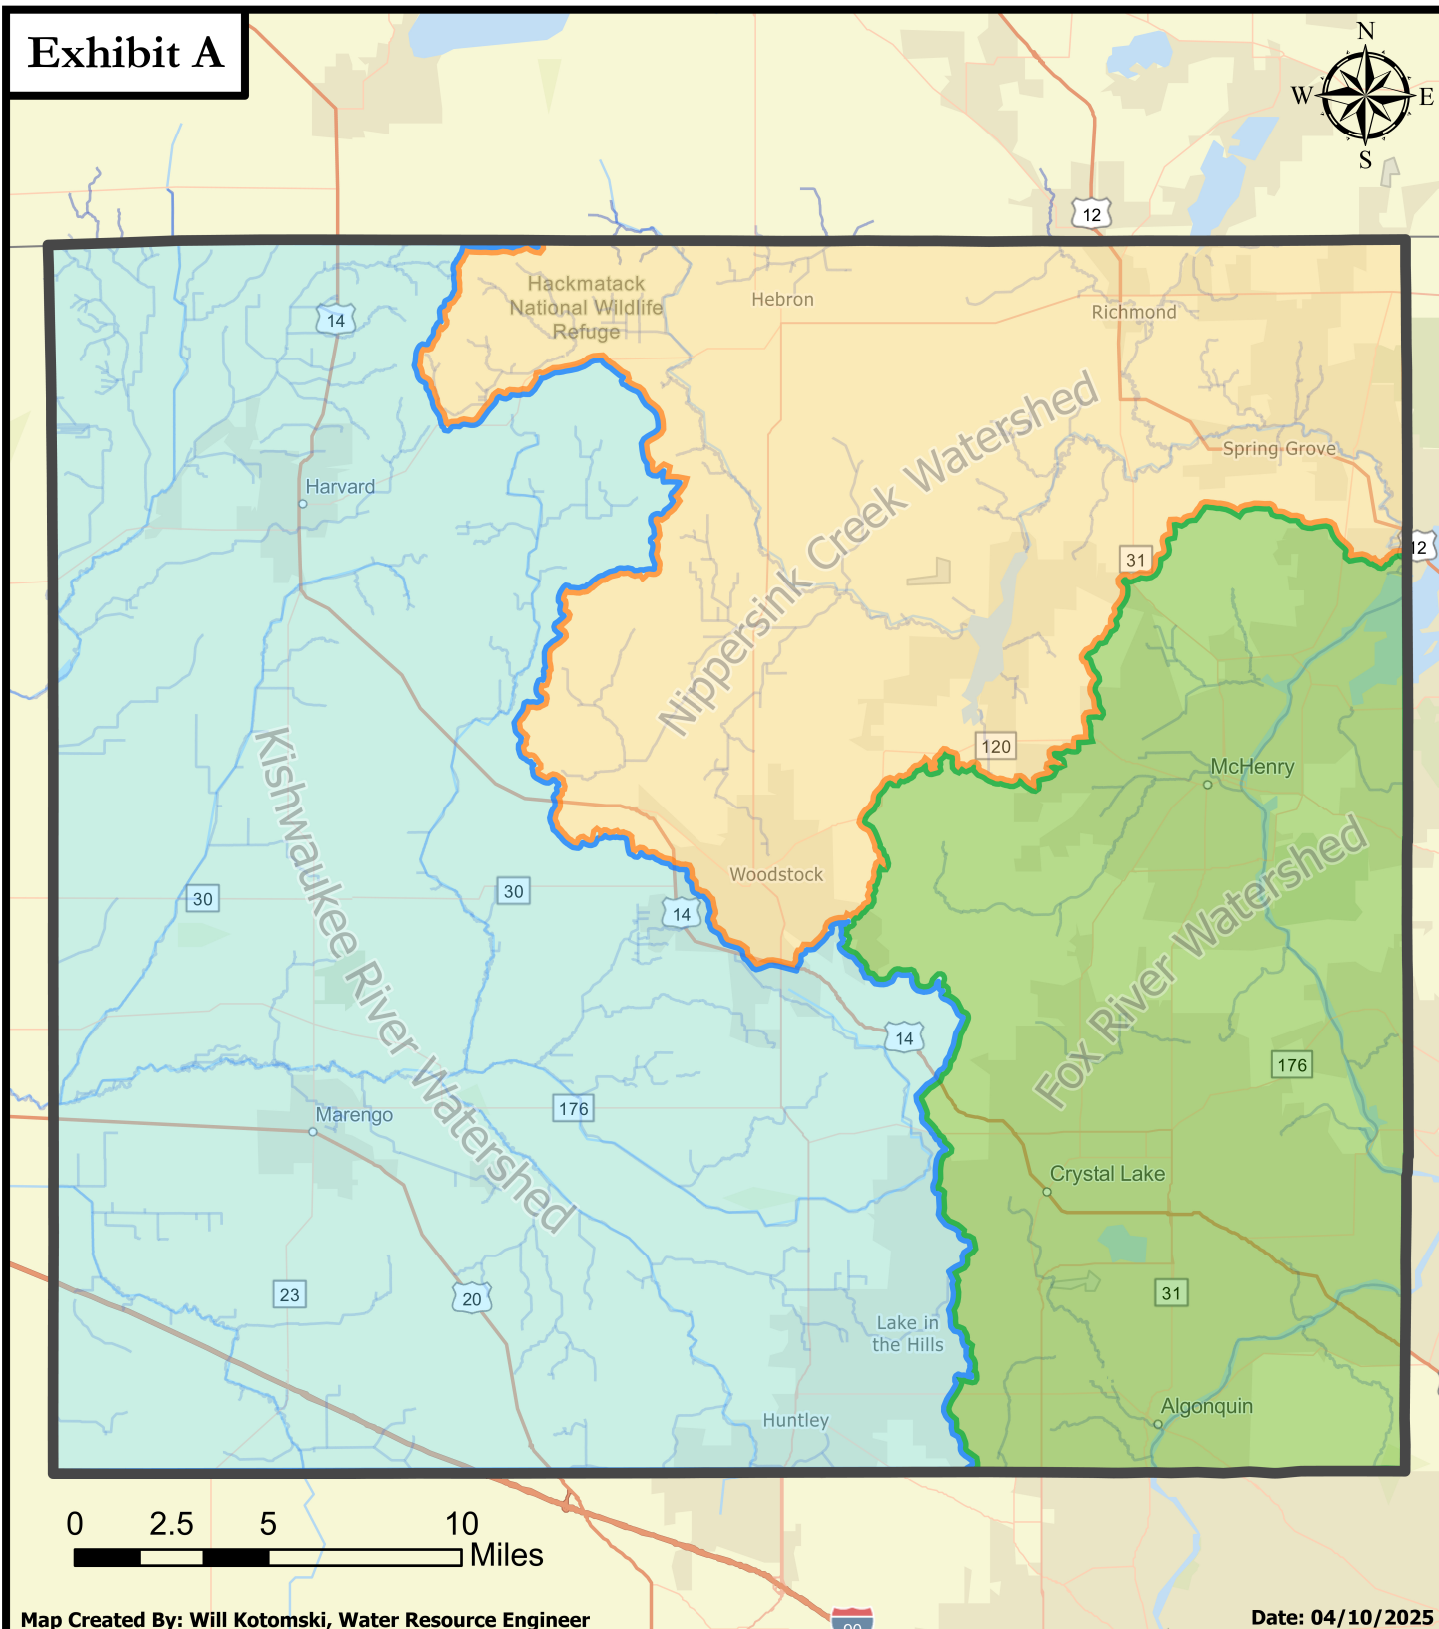 Exhibit A
N
W
E
S
12
Hackmatack
National Wildlife
Refuge
Hebron
Richmond
14
Nippersink Creek Watershed
Spring Grove
Harvard
12
31
120
McHenry
Kishwaukee River Watershed
Fox River Watershed
Woodstock
30
30
14
14
176
Marengo
176
Crystal Lake
23
20
31
Lake in
the Hills
Huntley
Algonquin
0 2.5 5 10
Miles
Map Created By: Will Kotomski, Water Resource Engineer
Date: 04/10/2025